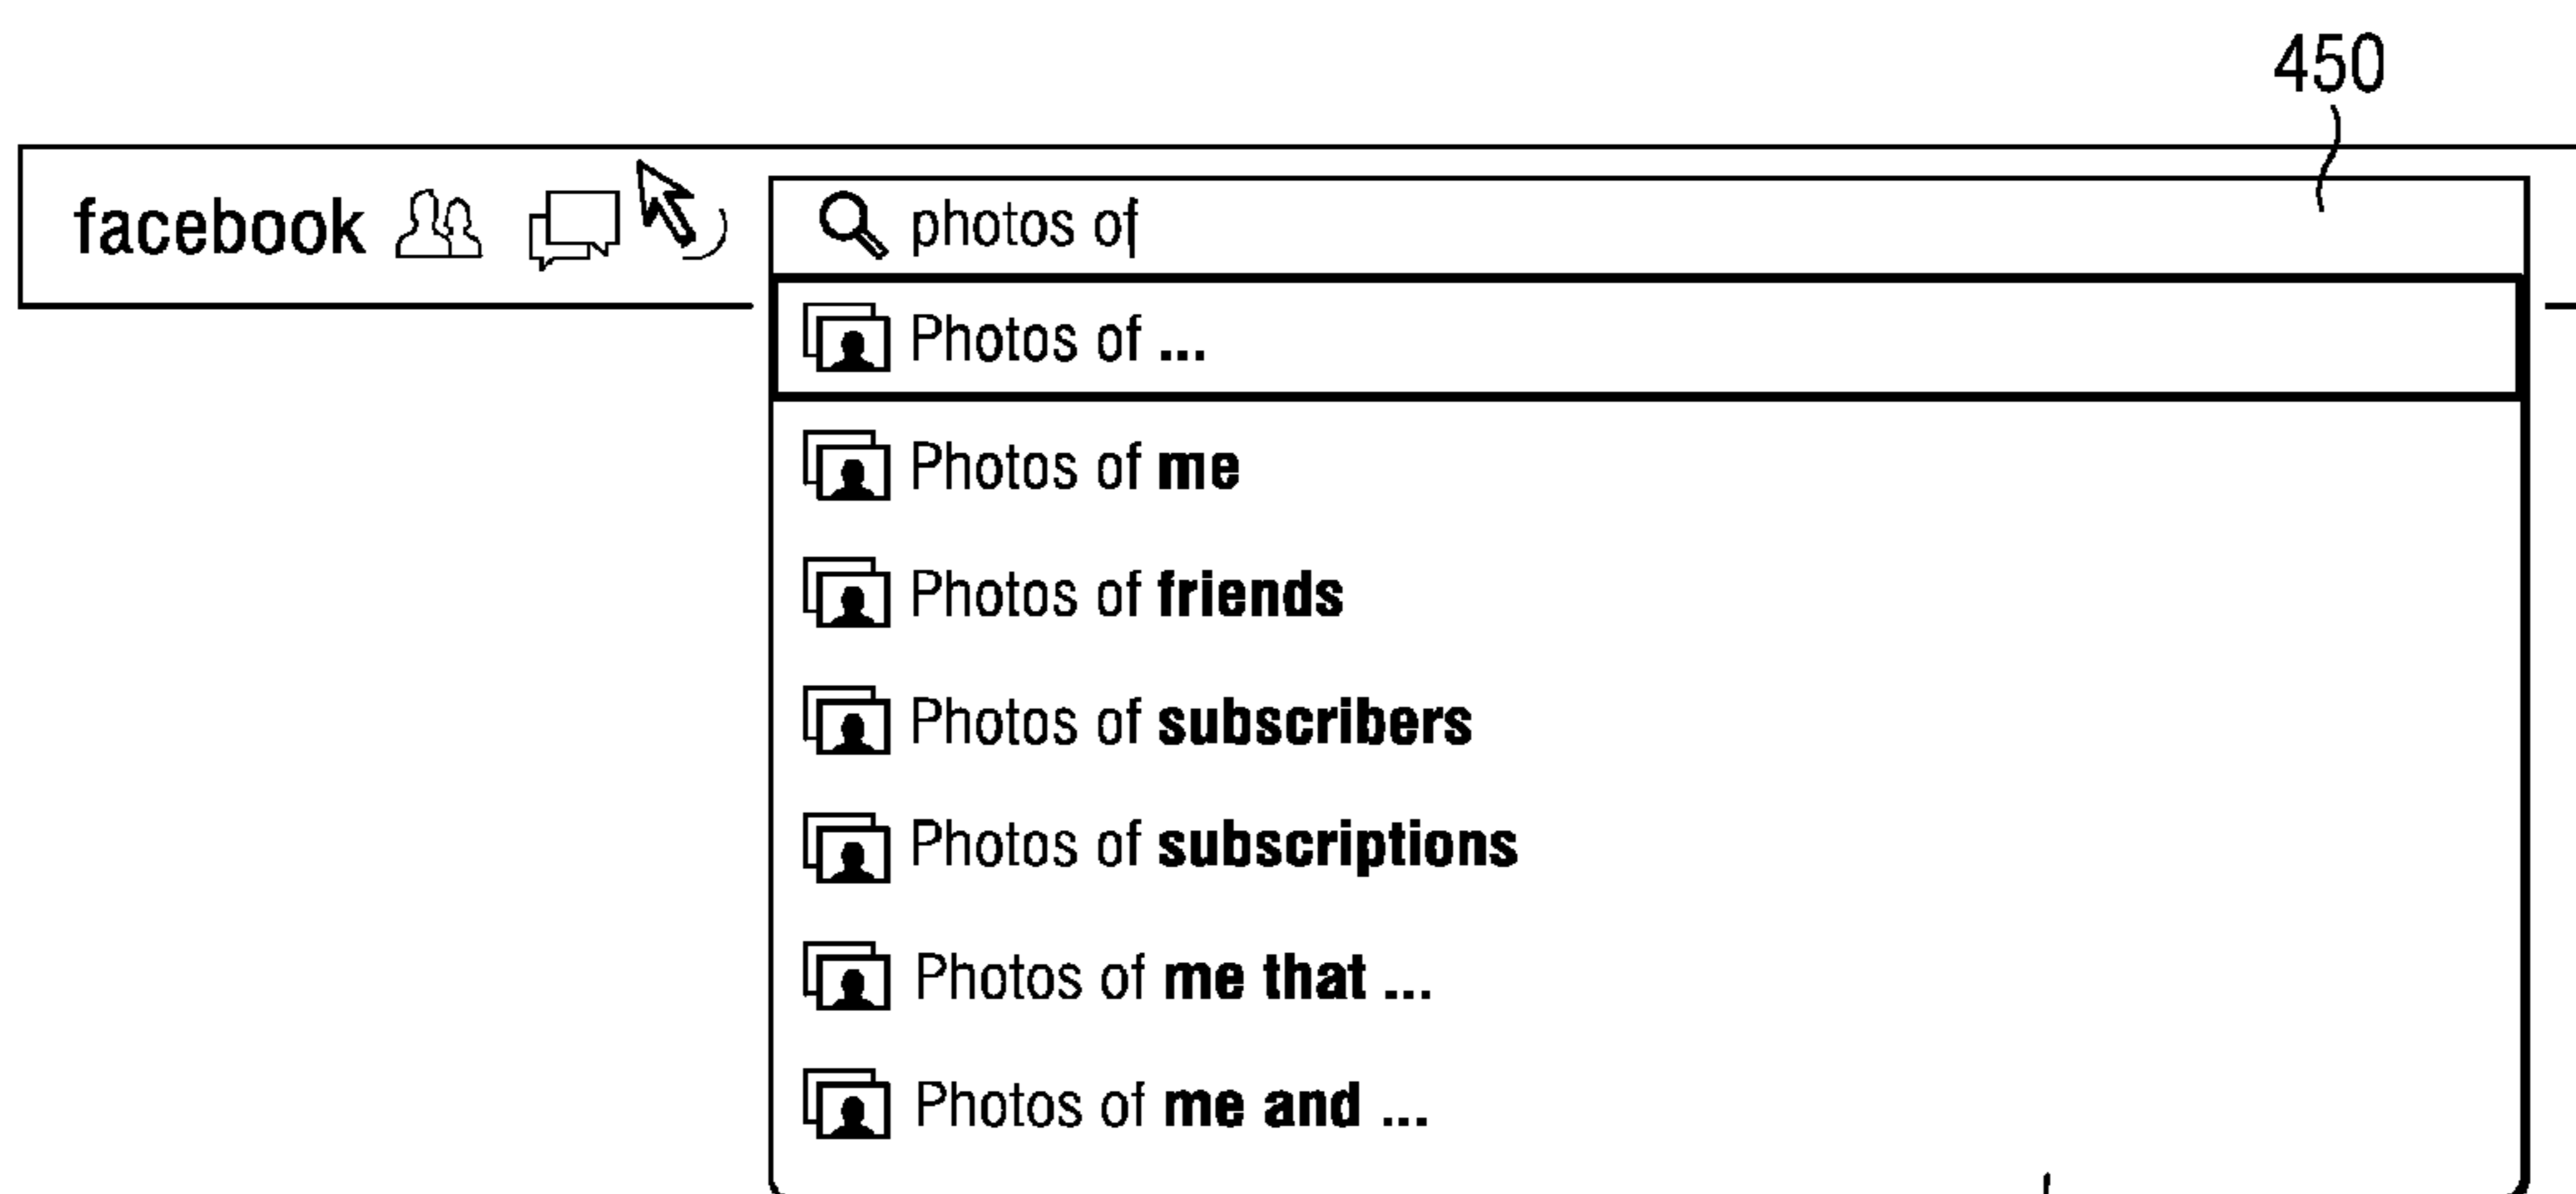 450
facebook
photos of
Photos of ...
Photos of me
Photos of friends
Photos of subscribers
Photos of subscriptions
Photos of me that ...
Photos of me and ...